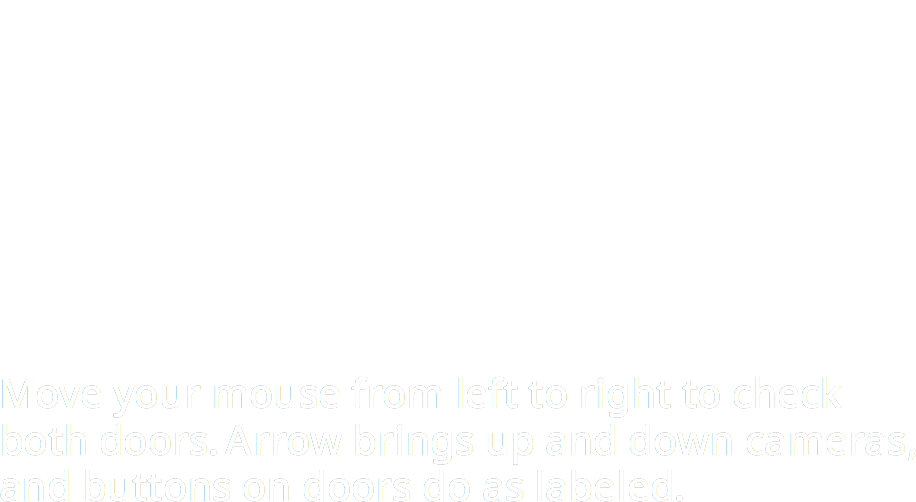 Move your mouse from left to right to check
both doors. Arrow brings up and down cameras,
and buttons on doors do as labeled.